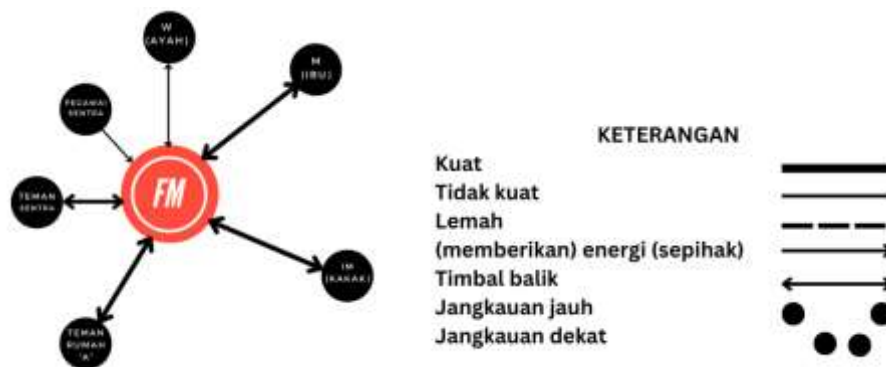 W
(AYAH)
M
(IBU)
PEGAWAI
SENTRA
FM
TEMAN
SENTRA
IM
(KAKAK)
TEMAN
RUMAH
'A'
KETERANGAN
Kuat
Tidak kuat
Lemah
(memberikan) energi (sepihak)
Timbal balik
Jangkauan jauh
Jangkauan dekat